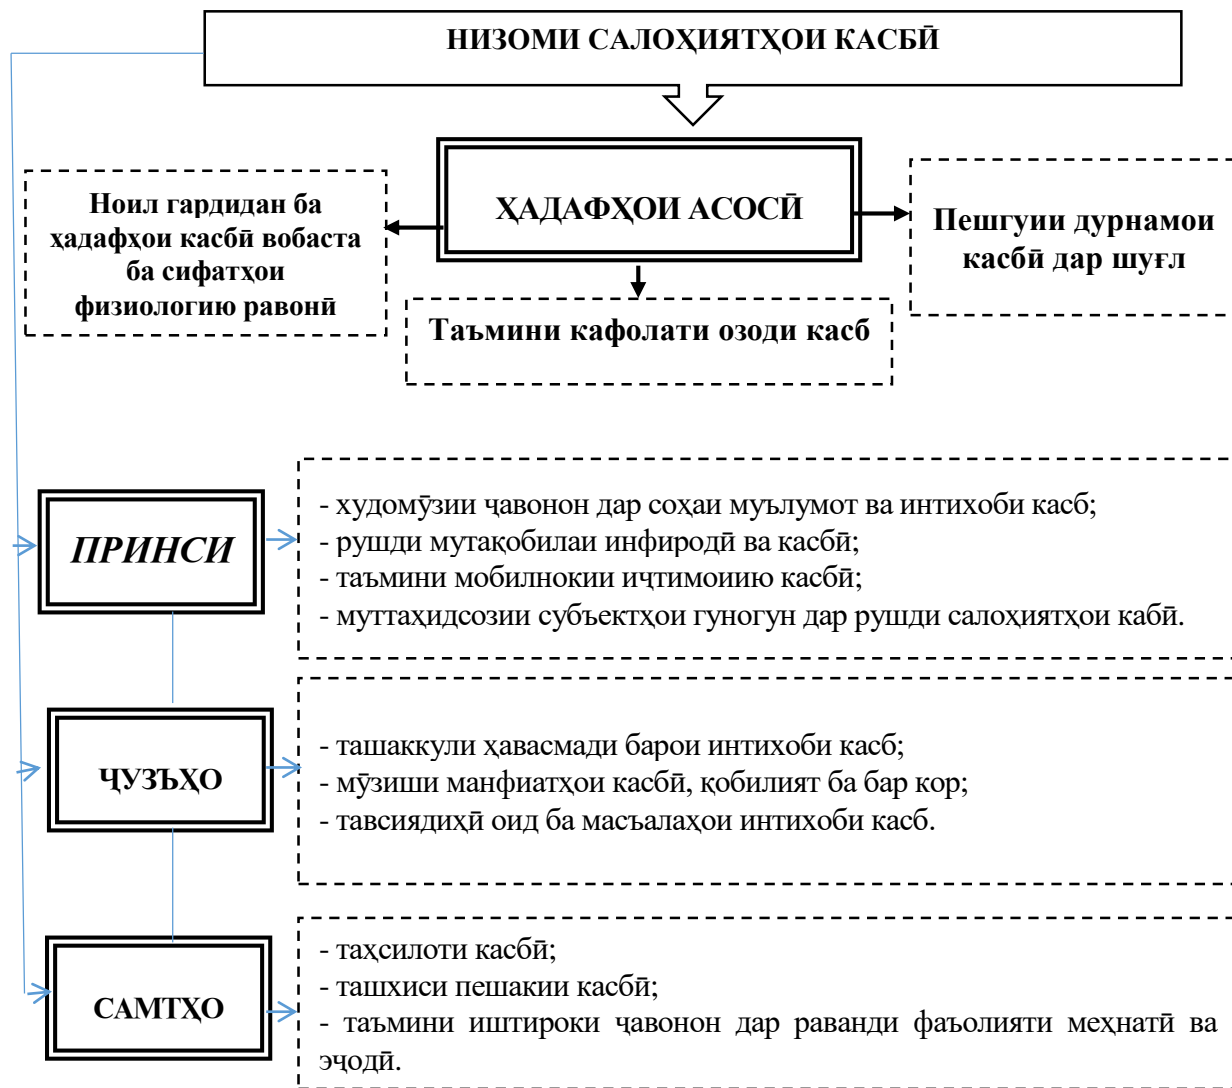 НИЗОМИ САЛОҲИЯТҲОИ КАСБӢ
ҲАДАФҲОИ АСОСӢ
Ноил гардидан ба
ҳадафҳои касбӣ вобаста
ба сифатҳои
физиологию равонӣ
Таъмини кафолати озоди касб
Пешгуии дурнамои
касбӣ дар шуғл
ПРИНСИ
- худомӯзии ҷавонон дар соҳаи муълумот ва интихоби касб;
- рушди мутақобилаи инфиродӣ ва касбӣ;
- таъмини мобилнокии иҷтимоиию касбӣ;
- муттаҳидсозии субъектҳои гуногун дар рушди салоҳиятҳои кабӣ.
ҶУЗЪҲО
- ташаккули ҳавасмади барои интихоби касб;
- мӯзиши манфиатҳои касбӣ, қобилият ба бар кор;
- тавсиядиҳӣ оид ба масъалаҳои интихоби касб.
САМТҲО
- таҳсилоти касбӣ;
- ташхиси пешакии касбӣ;
- таъмини иштироки ҷавонон дар раванди фаъолияти меҳнатӣ ва
эҷодӣ.